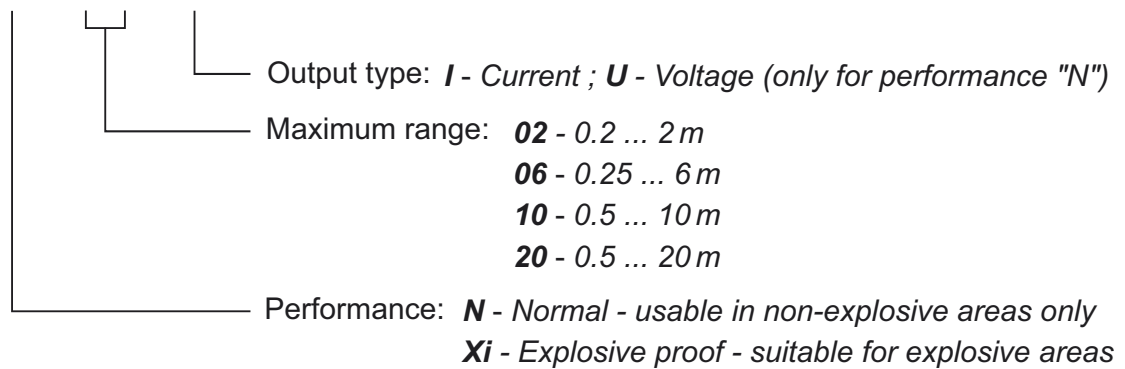 Output type: I - Current ; U - Voltage (only for performance "N")
Maximum range: 02 - 0.2 ... 2 m
06 - 0.25 ... 6 m
10 - 0.5 ... 10 m
20 - 0.5 ... 20 m
Performance: N - Normal - usable in non-explosive areas only
Xi - Explosive proof - suitable for explosive areas